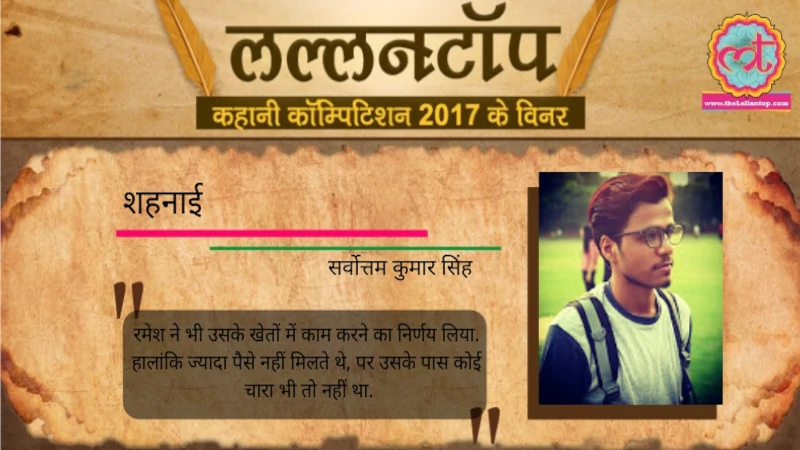 लल्लनटॉप
कहानी कॉम्पिटिशन 2017 के विनर
lt
www.theLallantop.com
शहनाई
सर्वोत्तम कुमार सिंह
"
रमेश ने भी उसके खेतों में काम करने का निर्णय लिया.
हालांकि ज्यादा पैसे नहीं मिलते थे, पर उसके पास कोई
चारा भी तो नहीं था.
"